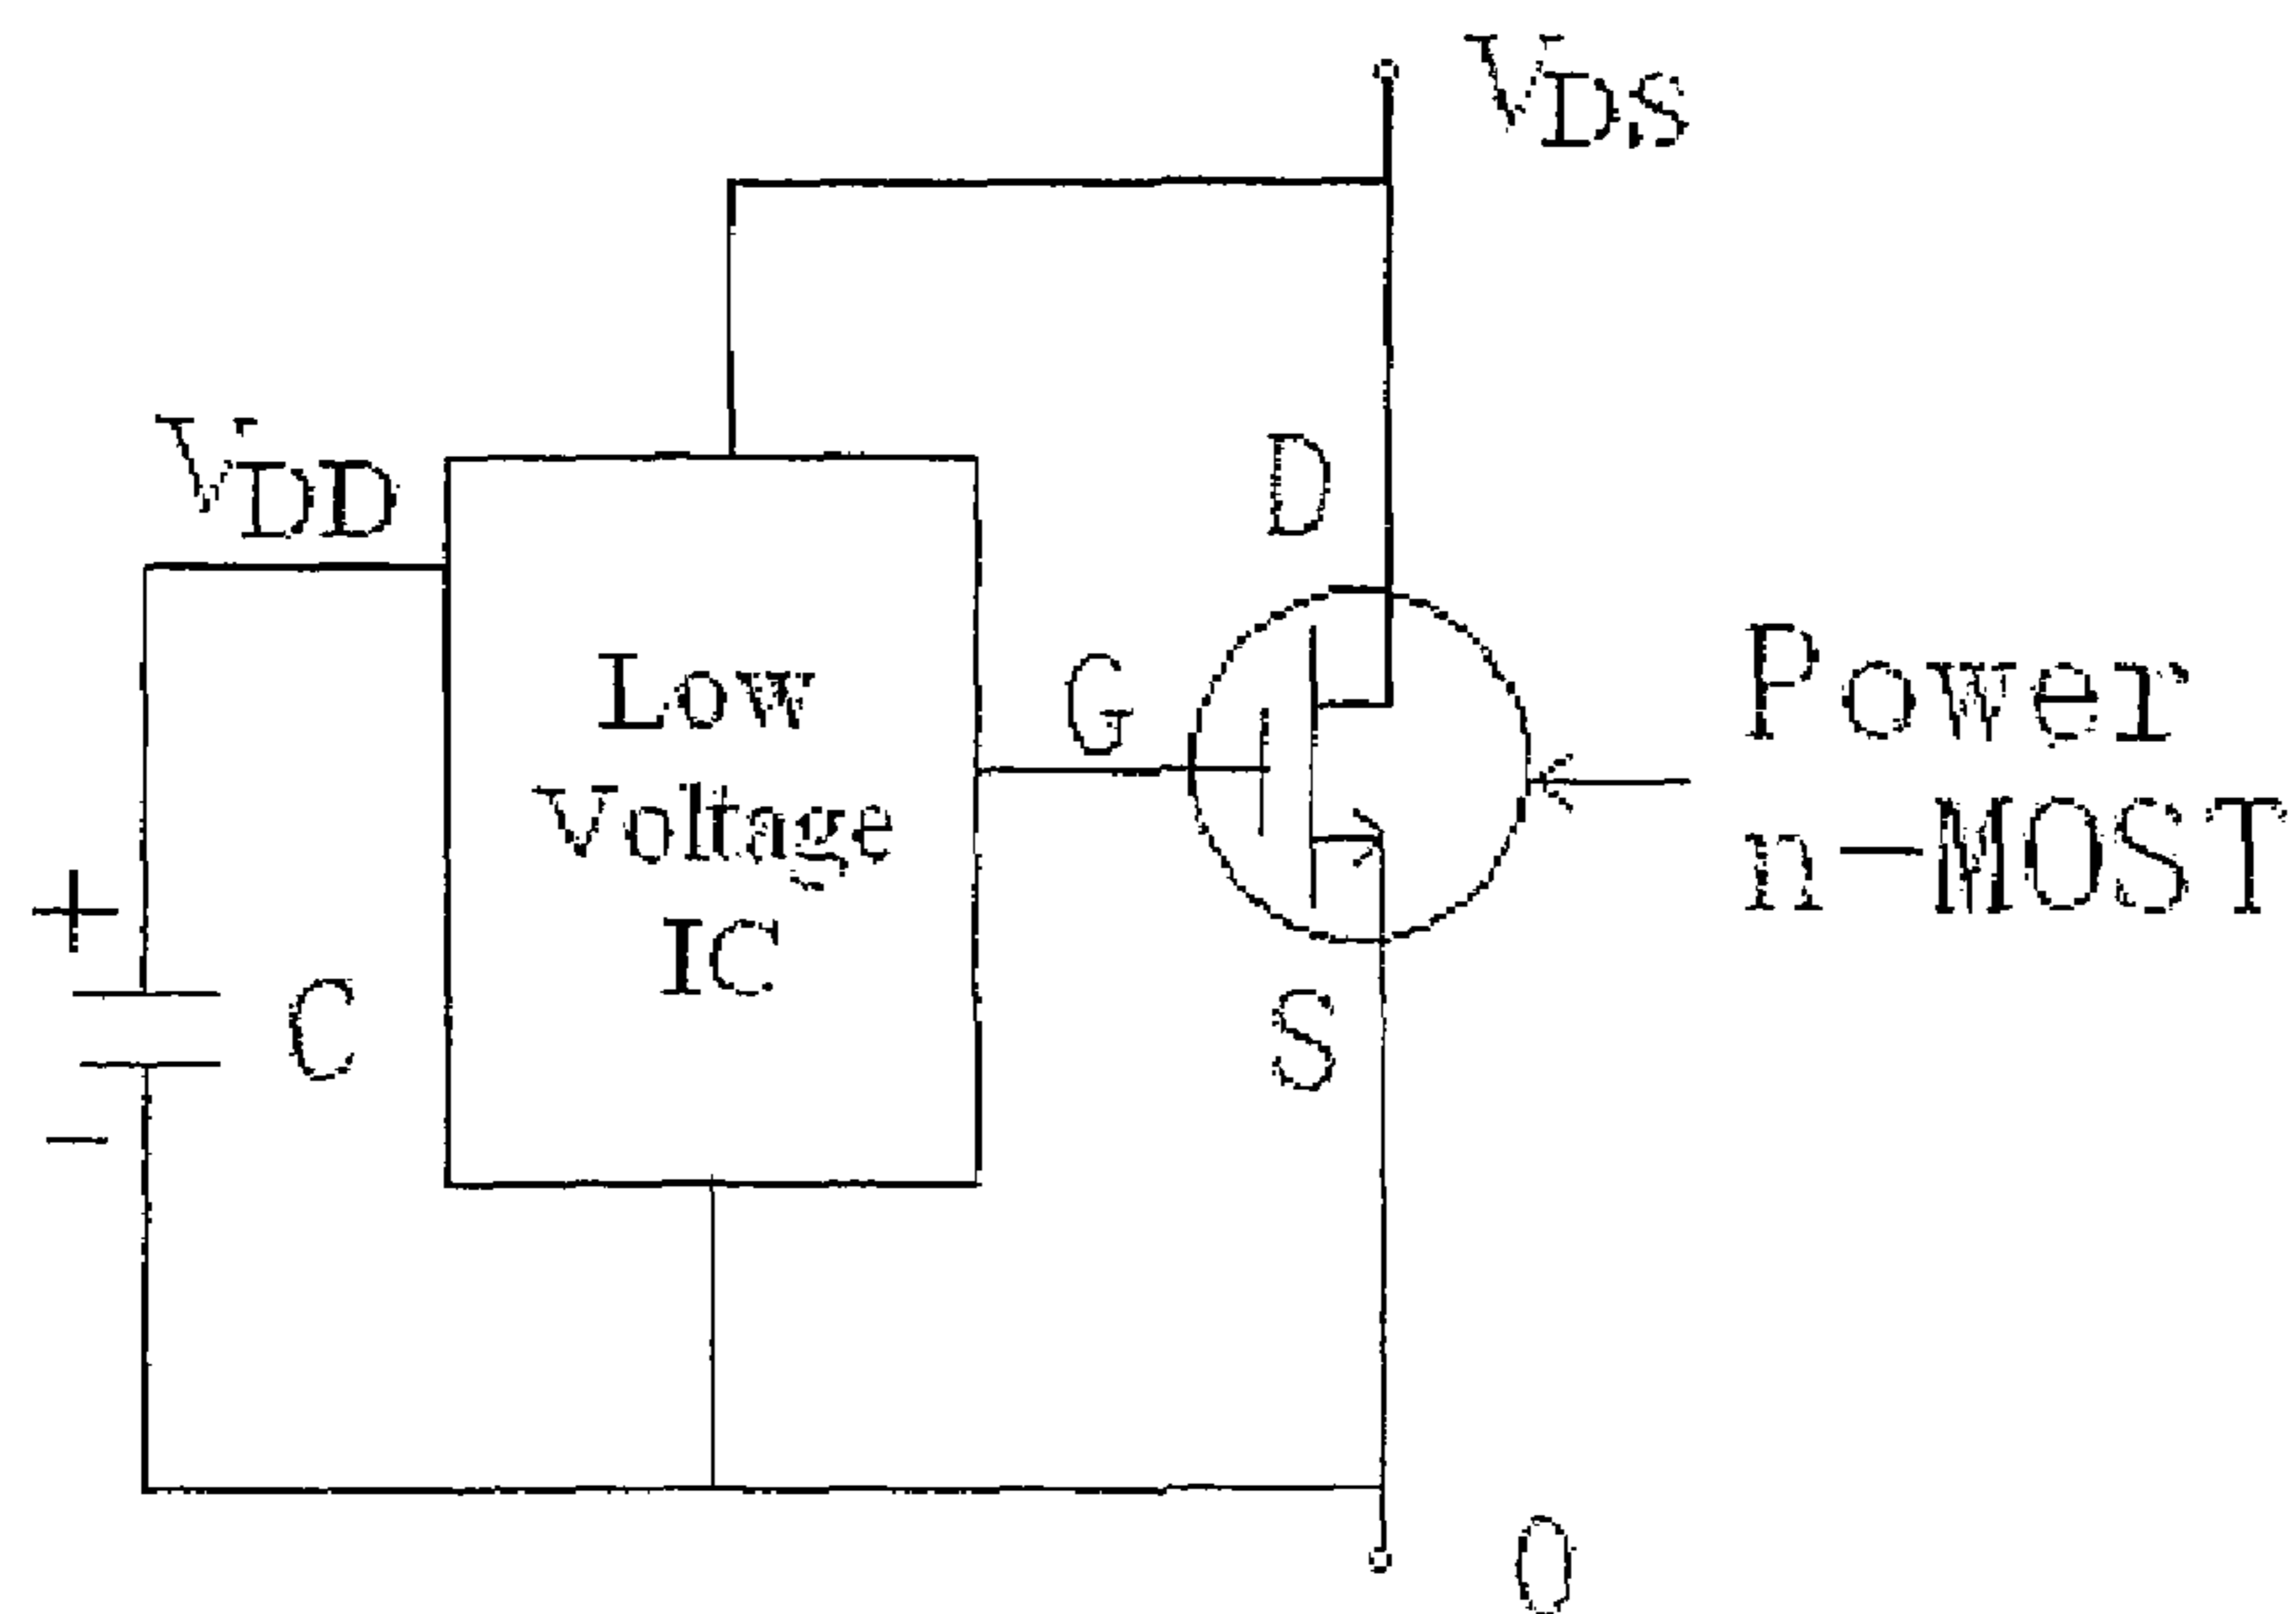 VDS
VDD
D
Low
Voltage
IC
G
Power
n-MOST
+
C
-
S
0